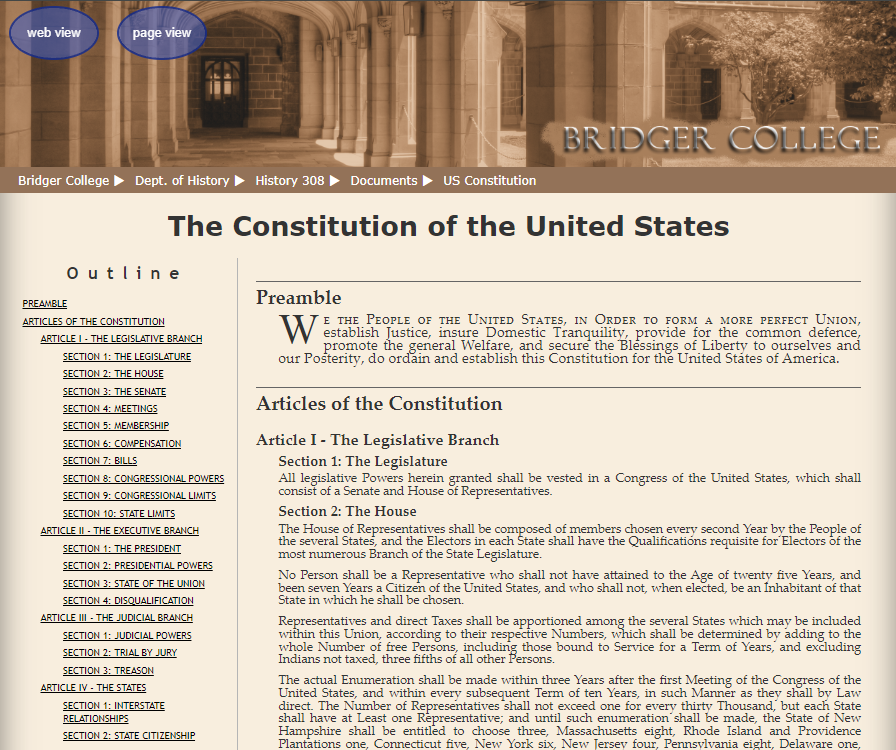 web view
page view
BRIDGER COLLEGE
Bridger College ▶ Dept. of History ▶ History 308 ▶ Documents ▶ US Constitution
The Constitution of the United States
Outline
PREAMBLE
ARTICLES OF THE CONSTITUTION
ARTICLE I - THE LEGISLATIVE BRANCH
SECTION 1: THE LEGISLATURE
SECTION 2: THE HOUSE
SECTION 3: THE SENATE
SECTION 4: MEETINGS
SECTION 5: MEMBERSHIP
SECTION 6: COMPENSATION
SECTION 7: BILLS
SECTION 8: CONGRESSIONAL POWERS
SECTION 9: CONGRESSIONAL LIMITS
SECTION 10: STATE LIMITS
ARTICLE II - THE EXECUTIVE BRANCH
SECTION 1: THE PRESIDENT
SECTION 2: PRESIDENTIAL POWERS
SECTION 3: STATE OF THE UNION
SECTION 4: DISQUALIFICATION
ARTICLE III - THE JUDICIAL BRANCH
SECTION 1: JUDICIAL POWERS
SECTION 2: TRIAL BY JURY
SECTION 3: TREASON
ARTICLE IV - THE STATES
SECTION 1: INTERSTATE
RELATIONSHIPS
SECTION 2: STATE CITIZENSHIP
Preamble
WE THE PEOPLE OF THE UNITED STATES, IN ORDER TO FORM A MORE PERFECT UNION,
establish Justice, insure Domestic Tranquility, provide for the common defence,
promote the general Welfare, and secure the Blessings of Liberty to ourselves and
our Posterity, do ordain and establish this Constitution for the United States of America.
Articles of the Constitution
Article I - The Legislative Branch
Section 1: The Legislature
All legislative Powers herein granted shall be vested in a Congress of the United States, which shall
consist of a Senate and House of Representatives.
Section 2: The House
The House of Representatives shall be composed of members chosen every second Year by the People of
the several States, and the Electors in each State shall have the Qualifications requisite for Electors of the
most numerous Branch of the State Legislature.
No Person shall be a Representative who shall not have attained to the Age of twenty five Years, and
been seven Years a Citizen of the United States, and who shall not, when elected, be an Inhabitant of that
State in which he shall be chosen.
Representatives and direct Taxes shall be apportioned among the several States which may be included
within this Union, according to their respective Numbers, which shall be determined by adding to the
whole Number of free Persons, including those bound to Service for a Term of Years, and excluding
Indians not taxed, three fifths of all other Persons.
The actual Enumeration shall be made within three Years after the first Meeting of the Congress of the
United States, and within every subsequent Term of ten Years, in such Manner as they shall by Law
direct. The Number of Representatives shall not exceed one for every thirty Thousand, but each State
shall have at Least one Representative; and until such enumeration shall be made, the State of New
Hampshire shall be entitled to choose three, Massachusetts eight, Rhode Island and Providence
Plantations one, Connecticut five, New York six, New Jersey four, Pennsylvania eight, Delaware one,